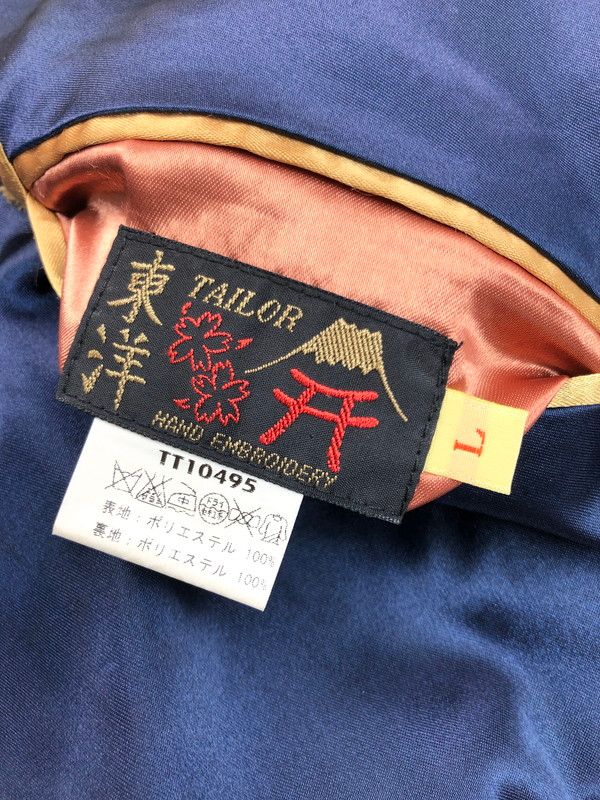 東洋
TAILOR
HAND EMBROIDERY
L
TT10495
中
表地：ポリエステル 100%
裏地：ポリエステル 100%